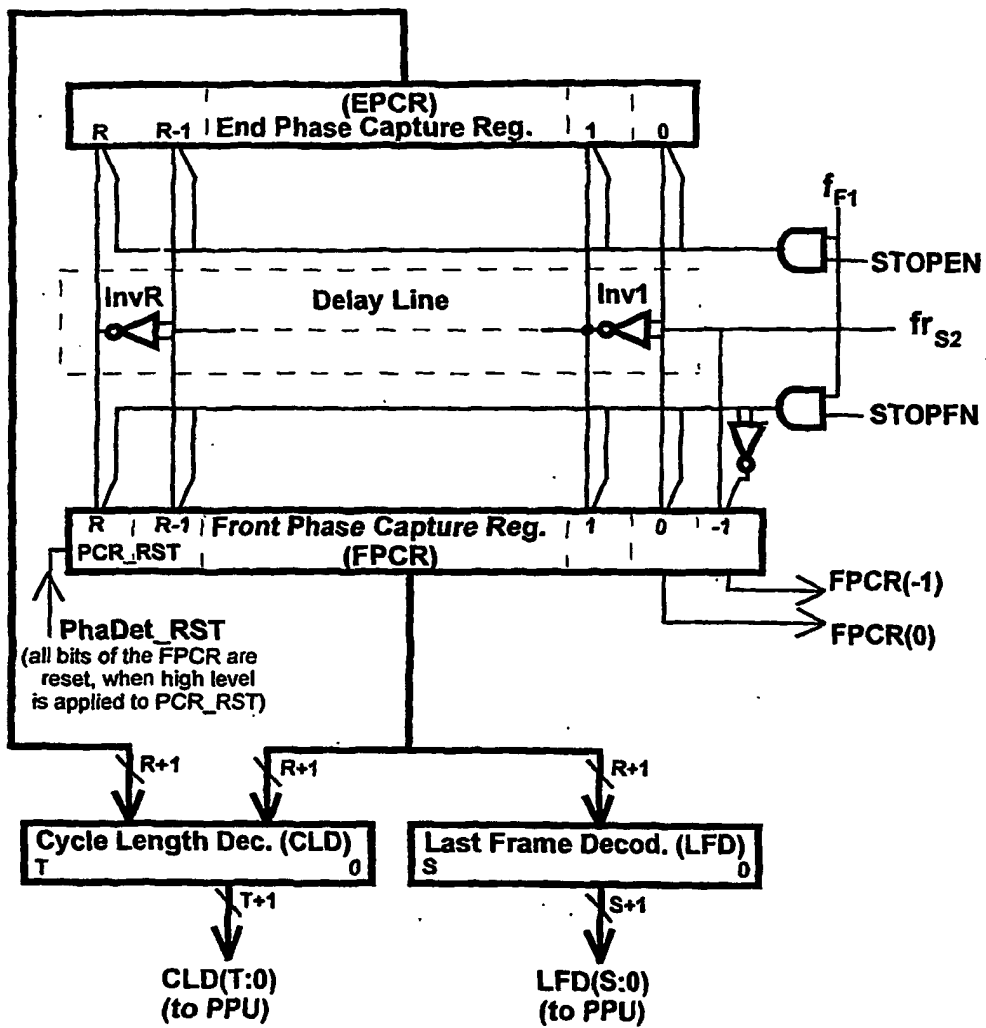 (EPCR)
R R-1 End Phase Capture Reg. 1 0
fF1
STOPEN
InvR Delay Line Inv1
frS2
STOPFN
R R-1 Front Phase Capture Reg. 1 0 -1
PCR_RST (FPCR)
FPCR(-1)
PhaDet_RST
FPCR(0)
(all bits of the FPCR are
reset, when high level
is applied to PCR_RST)
R+1 R+1 R+1
Cycle Length Dec. (CLD)
T 0
Last Frame Decod. (LFD)
S 0
T+1 S+1
CLD(T:0)
(to PPU)
LFD(S:0)
(to PPU)